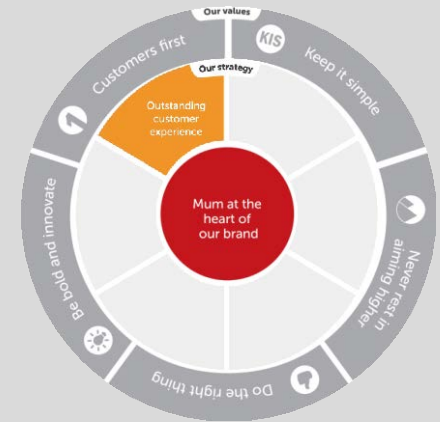 Our values
Customers first
1
KIS
Keep it simple
Our strategy
Outstanding
customer
experience
Mum at the
heart of
our brand
Be bold and innovate
Never rest in
aiming higher
Do the right thing